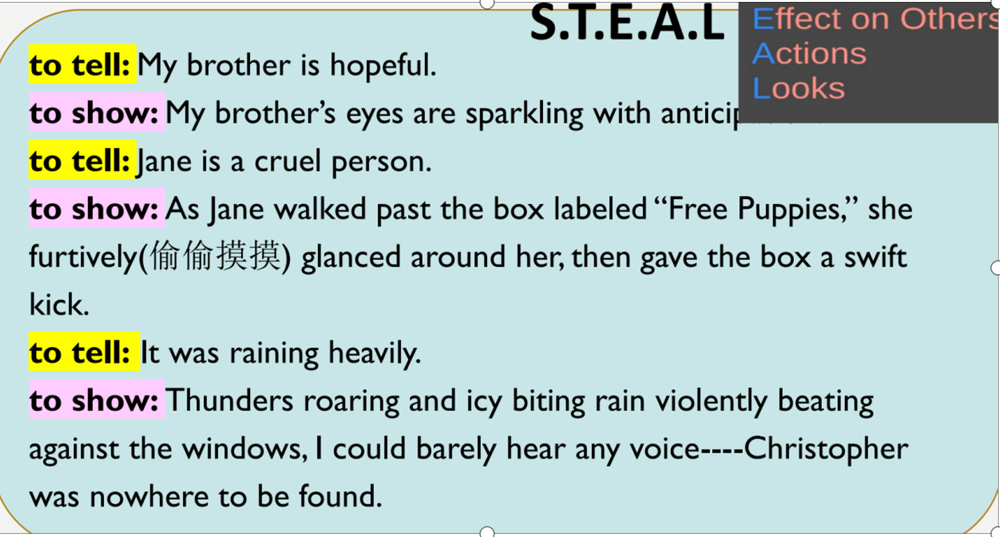 S.T.E.A.L
Effect on Others
Actions
Looks
to tell: My brother is hopeful.
to show: My brother’s eyes are sparkling with
to tell: Jane is a cruel person.
to show: As Jane walked past the box labeled “Free Puppies,” she
furtively(偷偷摸摸) glanced around her, then gave the box a swift
kick.
to tell: It was raining heavily.
to show: Thunders roaring and icy biting rain violently beating
against the windows, I could barely hear any voice----Christopher
was nowhere to be found.